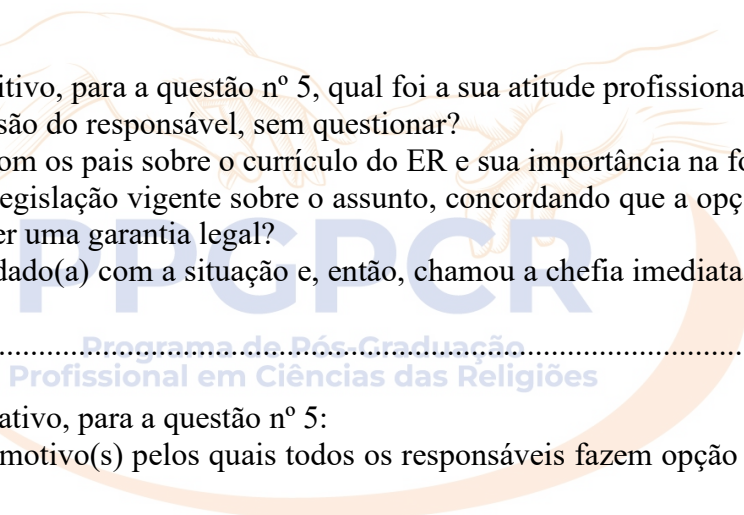 itivo, para a questão nº 5, qual foi a sua atitude profissiona
são do responsável, sem questionar?
om os pais sobre o currículo do ER e sua importância na fo
egislação vigente sobre o assunto, concordando que a opç
er uma garantia legal?
dado(a) com a situação e, então, chamou a chefia imediata
PPGPCR
Programa de Pós-Graduação
Profissional em Ciências das Religiões
ativo, para a questão nº 5:
motivo(s) pelos quais todos os responsáveis fazem opção